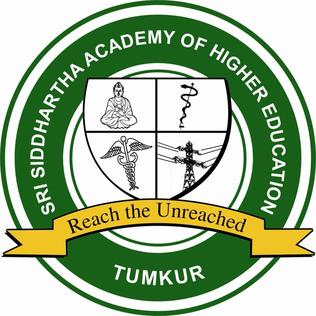 SRI SIDDHARTHA ACADEMY OF HIGHER EDUCATION
Reach the Unreached
TUMKUR